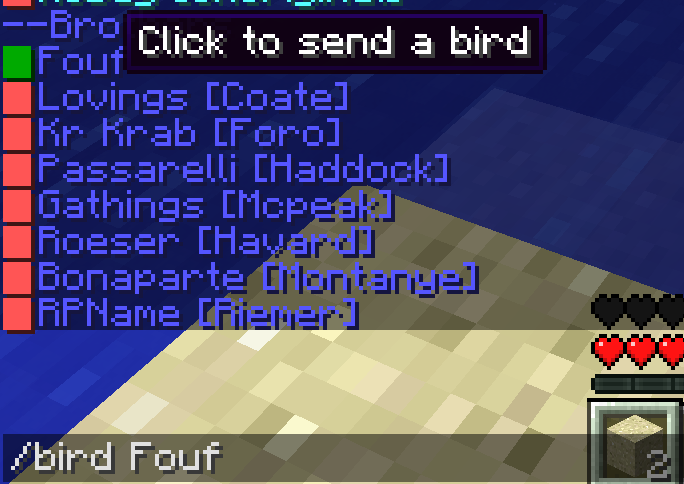 --Bro
Click to send a bird
Fouf
Lovings [Coate]
Kr Krab [Foro]
Passarelli [Haddock]
Gathings [Mcpeak]
Roeser [Havard]
Bonaparte [Montanye]
RPName [Riemer]
/bird Fouf
2